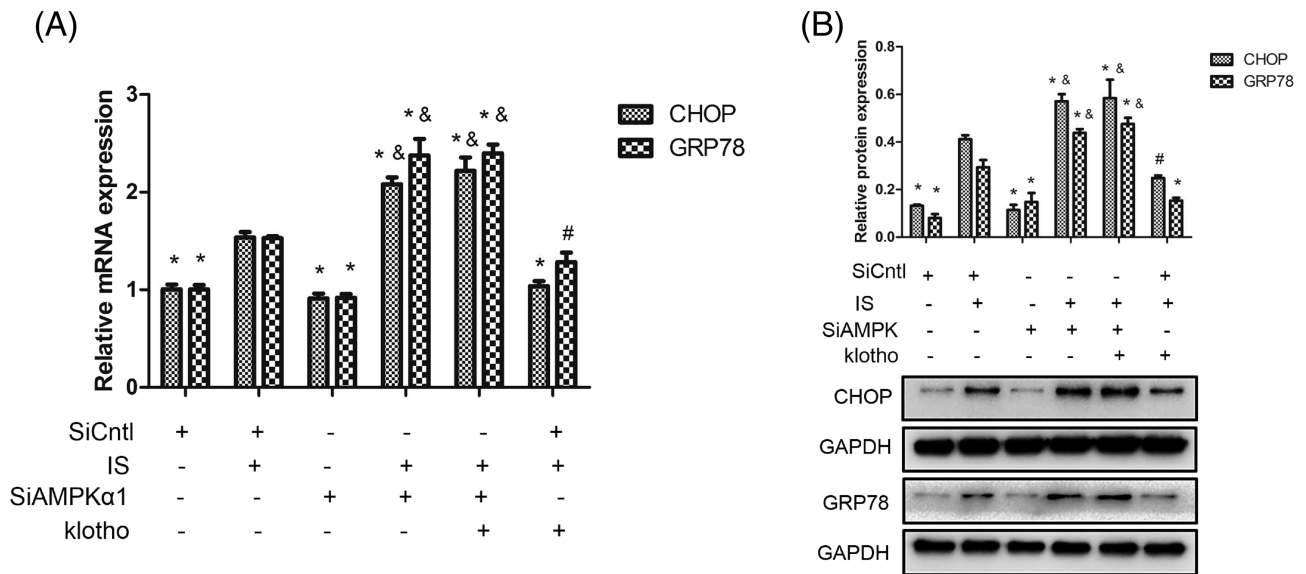 (A)
Relative mRNA expression
3
2
1
0
* * * * * & * & * & * & * #
CHOP
GRP78
SiCntl + + - - - +
IS - + - + + +
SiAMPKα1 - - + + + -
klotho - - - - + +
(B)
Relative protein expression
0.8
0.6
0.4
0.2
0.0
* * * * * & * & * & * & # *
CHOP
GRP78
SiCntl + + - - - +
IS - + - + + +
SiAMPK - - + + + -
klotho - - - - + +
CHOP
GAPDH
GRP78
GAPDH